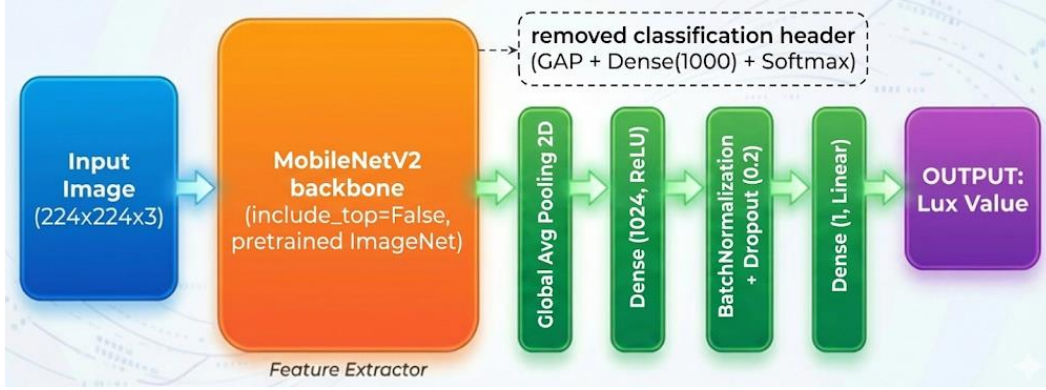 removed classification header
(GAP + Dense(1000) + Softmax)
Input
Image
(224x224x3)
MobileNetV2
backbone
(include_top=False,
pretrained ImageNet)
Feature Extractor
Global Avg Pooling 2D
Dense (1024, ReLU)
BatchNormalization
+ Dropout (0.2)
Dense (1, Linear)
OUTPUT:
Lux Value